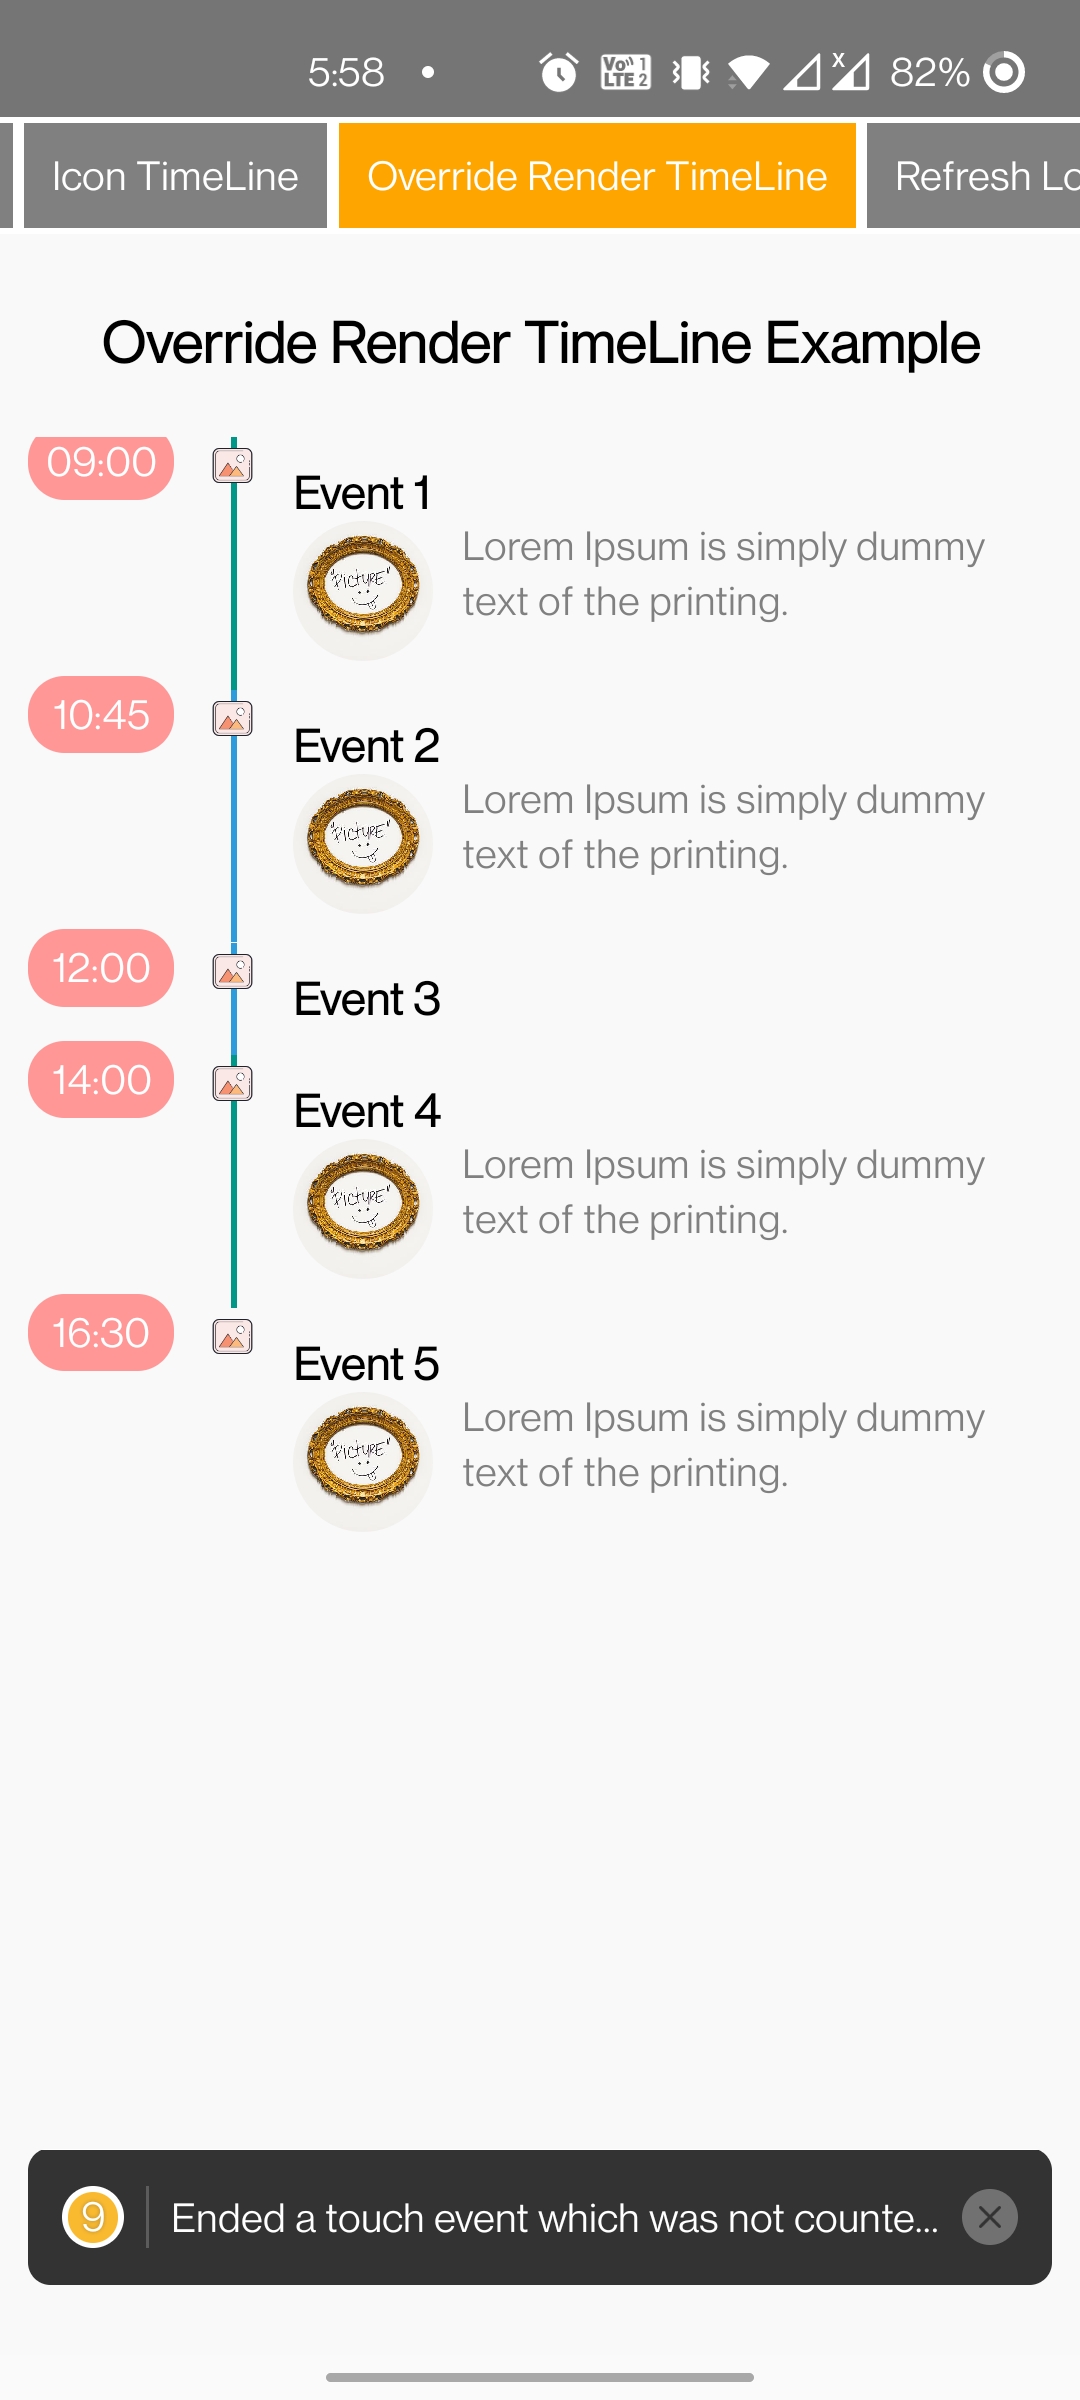 5:58
Vo)) 1
LTE 2
X
82%
Icon TimeLine
Override Render TimeLine
Refresh Lo
Override Render TimeLine Example
09:00
Event 1
"PICTURE"
Lorem Ipsum is simply dummy
text of the printing.
10:45
Event 2
"PICTURE"
Lorem Ipsum is simply dummy
text of the printing.
12:00
Event 3
14:00
Event 4
"PICTURE"
Lorem Ipsum is simply dummy
text of the printing.
16:30
Event 5
"PICTURE"
Lorem Ipsum is simply dummy
text of the printing.
9
Ended a touch event which was not counte...